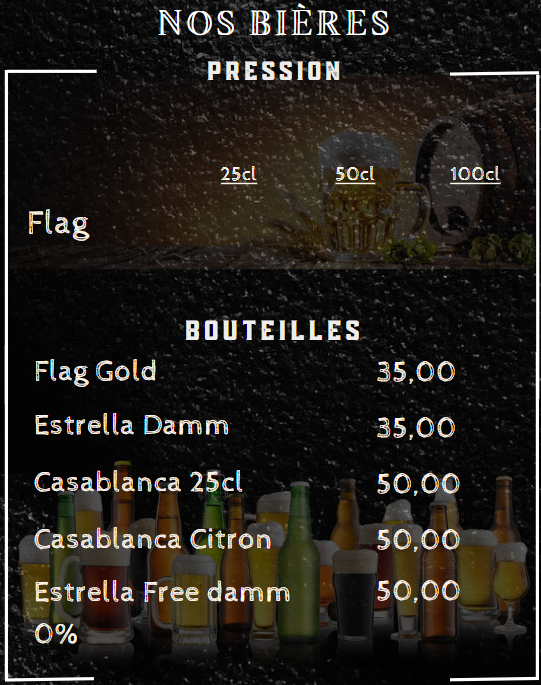 NOS BIÈRES
PRESSION
25cl 50cl 100cl
Flag
BOUTEILLES
Flag Gold 35,00
Estrella Damm 35,00
Casablanca 25cl 50,00
Casablanca Citron 50,00
Estrella Free damm 50,00
0%